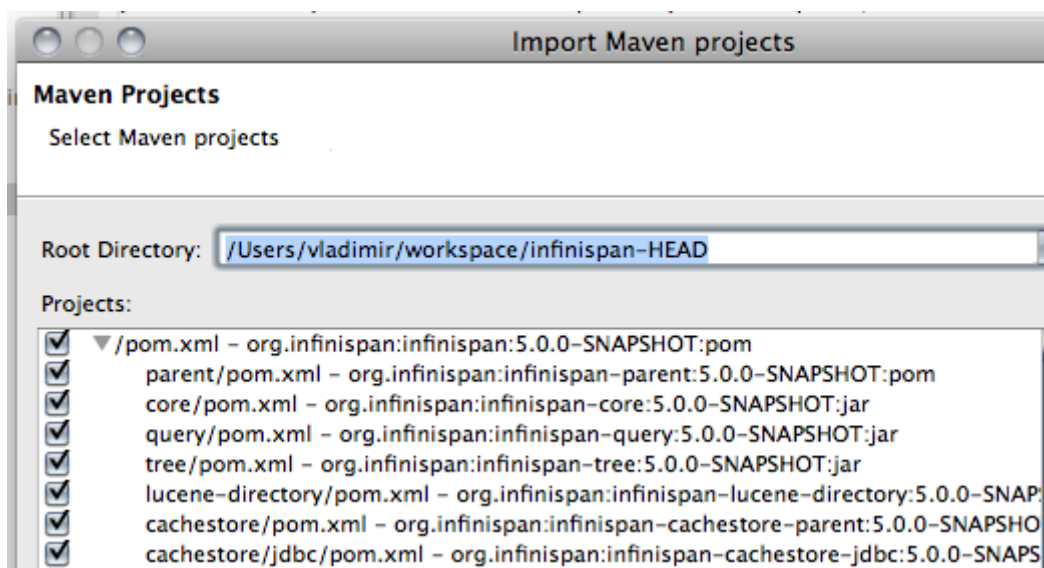 Import Maven projects
Maven Projects
Select Maven projects
Root Directory: /Users/vladimir/workspace/infinispan-HEAD
Projects:
/pom.xml – org.infinispan:infinispan:5.0.0–SNAPSHOT:pom
parent/pom.xml – org.infinispan:infinispan-parent:5.0.0–SNAPSHOT:pom
core/pom.xml – org.infinispan:infinispan-core:5.0.0–SNAPSHOT:jar
query/pom.xml – org.infinispan:infinispan-query:5.0.0–SNAPSHOT:jar
tree/pom.xml – org.infinispan:infinispan-tree:5.0.0–SNAPSHOT:jar
lucene-directory/pom.xml – org.infinispan:infinispan-lucene-directory:5.0.0–SNAP
cachestore/pom.xml – org.infinispan:infinispan-cachestore-parent:5.0.0–SNAPSHO
cachestore/jdbc/pom.xml – org.infinispan:infinispan-cachestore-jdbc:5.0.0–SNAPS